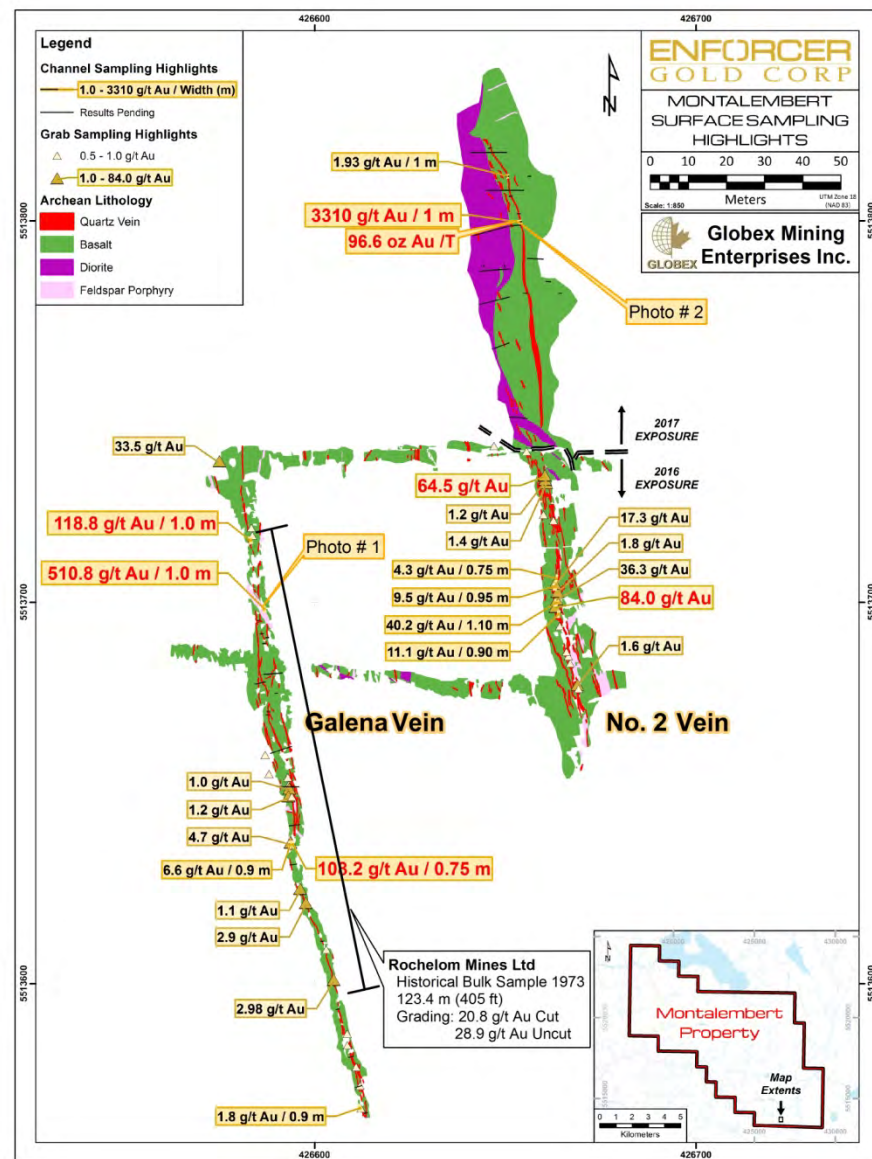 426600
426700
Legend
Channel Sampling Highlights
1.0 - 3310 g/t Au / Width (m)
Results Pending
Grab Sampling Highlights
0.5 - 1.0 g/t Au
1.0 - 84.0 g/t Au
Archean Lithology
Quartz Vein
Basalt
Diorite
Feldspar Porphyry
N
ENFORCER
GOLD CORP
MONTALEMBERT
SURFACE SAMPLING
HIGHLIGHTS
0 10 20 30 40 50
Meters
Scale: 1:850
UTM Zone 18
(NAD 83)
GLOBEX
Globex Mining
Enterprises Inc.
5513800
5513800
1.93 g/t Au / 1 m
3310 g/t Au / 1 m
96.6 oz Au /T
Photo # 2
2017
EXPOSURE
2016
EXPOSURE
33.5 g/t Au
118.8 g/t Au / 1.0 m
510.8 g/t Au / 1.0 m
Photo # 1
64.5 g/t Au
1.2 g/t Au
1.4 g/t Au
4.3 g/t Au / 0.75 m
9.5 g/t Au / 0.95 m
40.2 g/t Au / 1.10 m
11.1 g/t Au / 0.90 m
17.3 g/t Au
1.8 g/t Au
36.3 g/t Au
84.0 g/t Au
1.6 g/t Au
5513700
5513700
Galena Vein
No. 2 Vein
1.0 g/t Au
1.2 g/t Au
4.7 g/t Au
6.6 g/t Au / 0.9 m
108.2 g/t Au / 0.75 m
1.1 g/t Au
2.9 g/t Au
2.98 g/t Au
1.8 g/t Au / 0.9 m
Rochelom Mines Ltd
Historical Bulk Sample 1973
123.4 m (405 ft)
Grading: 20.8 g/t Au Cut
28.9 g/t Au Uncut
5513600
5513600
Montalembert
Property
Map
Extents
0 1 2 3 4 5
Kilometers
426600
426700